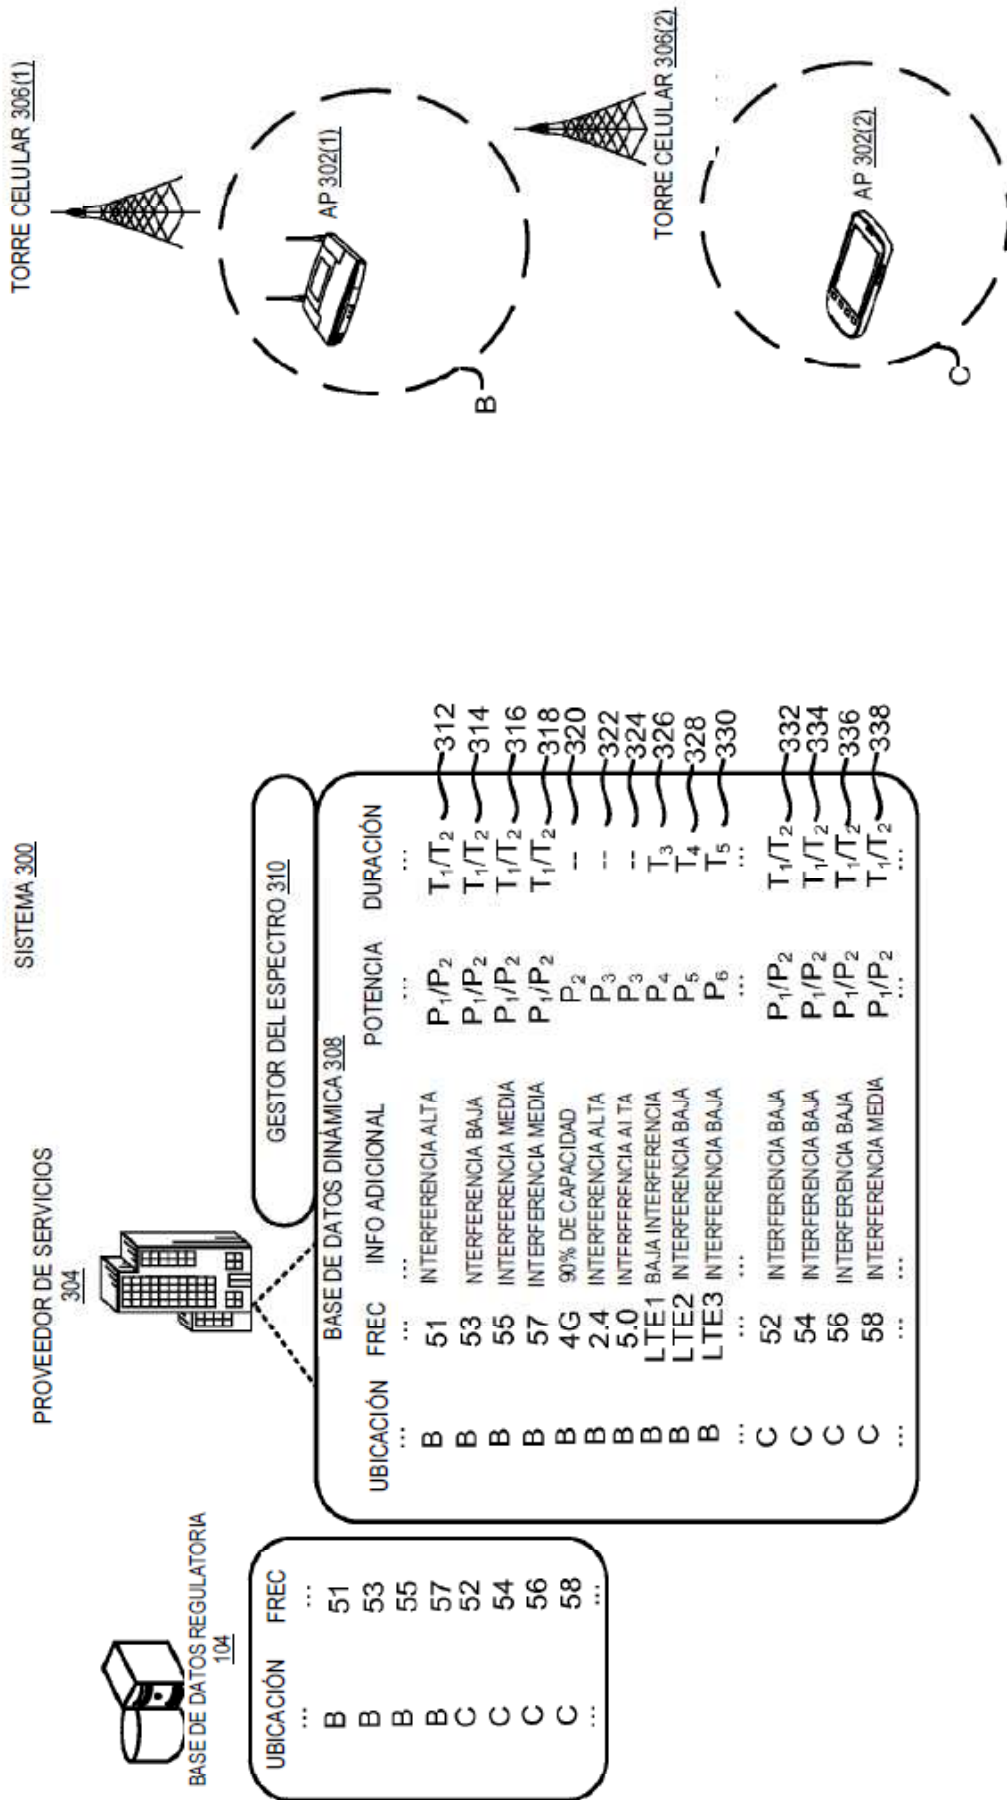 SISTEMA 300
PROVEEDOR DE SERVICIOS
304
BASE DE DATOS REGULATORIA
104
UBICACIÓN FREC
... ...
B 51
B 53
B 55
B 57
C 52
C 54
C 56
C 58
... ...
GESTOR DEL ESPECTRO 310
BASE DE DATOS DINÁMICA 308
UBICACIÓN FREC INFO ADICIONAL POTENCIA DURACIÓN
... ... ... ... ...
B 51 INTERFERENCIA ALTA P1/P2 T1/T2 312
B 53 NTERFERENCIA BAJA P1/P2 T1/T2 314
B 55 INTERFERENCIA MEDIA P1/P2 T1/T2 316
B 57 INTERFERENCIA MEDIA P1/P2 T1/T2 318
B 4G 90% DE CAPACIDAD P2 -- 320
B 2.4 INTERFERENCIA ALTA P3 -- 322
B 5.0 INTERFERENCIA ALTA P3 -- 324
B LTE1 BAJA INTERFERENCIA P4 T3 326
B LTE2 INTERFERENCIA BAJA P5 T4 328
B LTE3 INTERFERENCIA BAJA P6 T5 330
... ... ... ... ...
C 52 INTERFERENCIA BAJA P1/P2 T1/T2 332
C 54 INTERFERENCIA BAJA P1/P2 T1/T2 334
C 56 INTERFERENCIA BAJA P1/P2 T1/T2 336
C 58 INTERFERENCIA MEDIA P1/P2 T1/T2 338
... ... ... ... ...
TORRE CELULAR 306(1)
AP 302(1)
B
TORRE CELULAR 306(2)
AP 302(2)
C